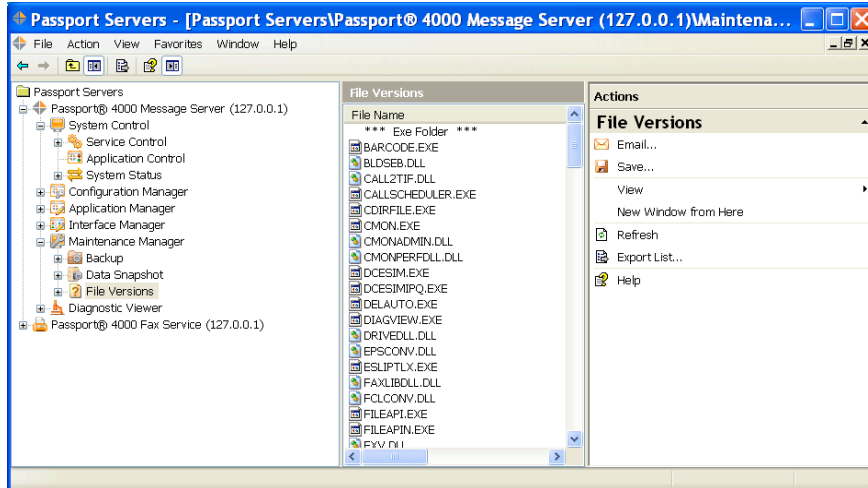 Passport Servers - [Passport Servers\Passport® 4000 Message Server (127.0.0.1)\Maintena...
File Action View Favorites Window Help
Passport Servers
Passport® 4000 Message Server (127.0.0.1)
System Control
Service Control
Application Control
System Status
Configuration Manager
Application Manager
Interface Manager
Maintenance Manager
Backup
Data Snapshot
File Versions
Diagnostic Viewer
Passport® 4000 Fax Service (127.0.0.1)
File Versions
File Name
*** Exe Folder ***
BARCODE.EXE
BLDSEB.DLL
CALL2TIF.DLL
CALLSCHEDULER.EXE
CDIRFILE.EXE
CMON.EXE
CMONADMIN.DLL
CMONPERFDLL.DLL
DCESIM.EXE
DCESIMIPQ.EXE
DELAUTO.EXE
DIAGVIEW.EXE
DRIVEDLL.DLL
EPSCONV.DLL
ESLIPTLX.EXE
FAXLIBDLL.DLL
FCLCONV.DLL
FILEAPI.EXE
FILEAPIN.EXE
Actions
File Versions
Email...
Save...
View
New Window from Here
Refresh
Export List...
Help